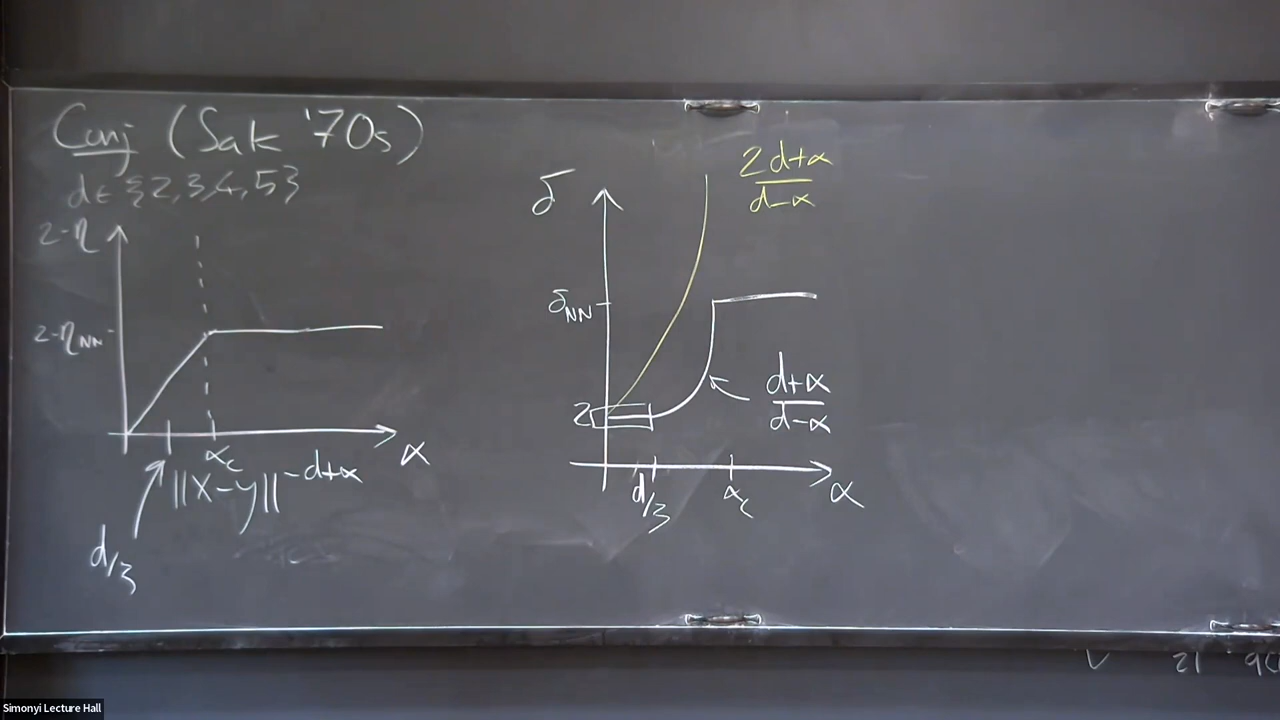 Conj (Sak '70s)
d∈{2,3,4,5}
2-η
2-η_NN
α_c
α
||x-y||^{-d+α}
d/3
δ
2d+α
d-α
δ_NN
d+α
d-α
2
d/3
α_c
α
21
Simonyi Lecture Hall